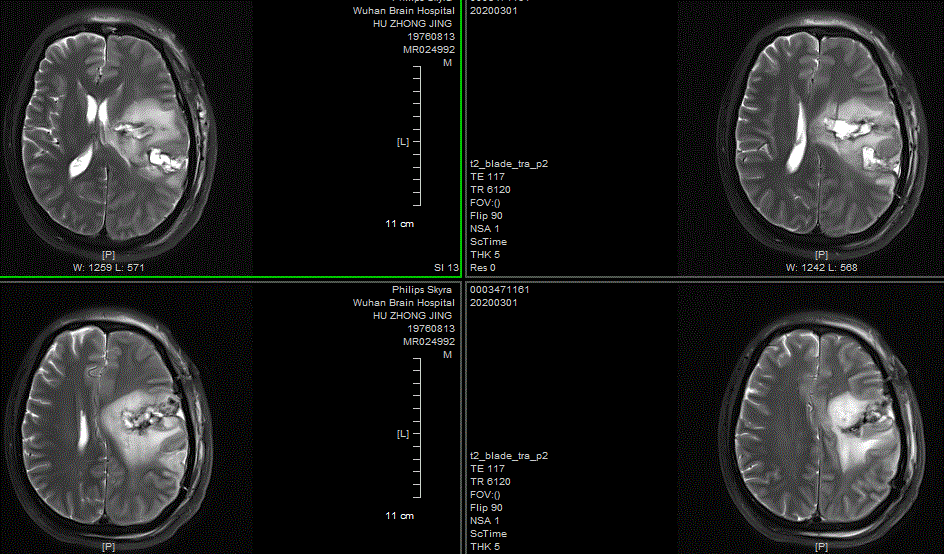 Philips Skyra
Wuhan Brain Hospital
HU ZHONG JING
19760813
MR024992
M
[L]
11 cm
[P]
W: 1259 L: 571
SI 13
20200301
t2_blade_tra_p2
TE 117
TR 6120
FOV:()
Flip 90
NSA 1
ScTime
THK 5
Res 0
[P]
W: 1242 L: 568
Philips Skyra
Wuhan Brain Hospital
HU ZHONG JING
19760813
MR024992
M
[L]
11 cm
[P]
0003471161
20200301
t2_blade_tra_p2
TE 117
TR 6120
FOV:()
Flip 90
NSA 1
ScTime
THK 5
[P]